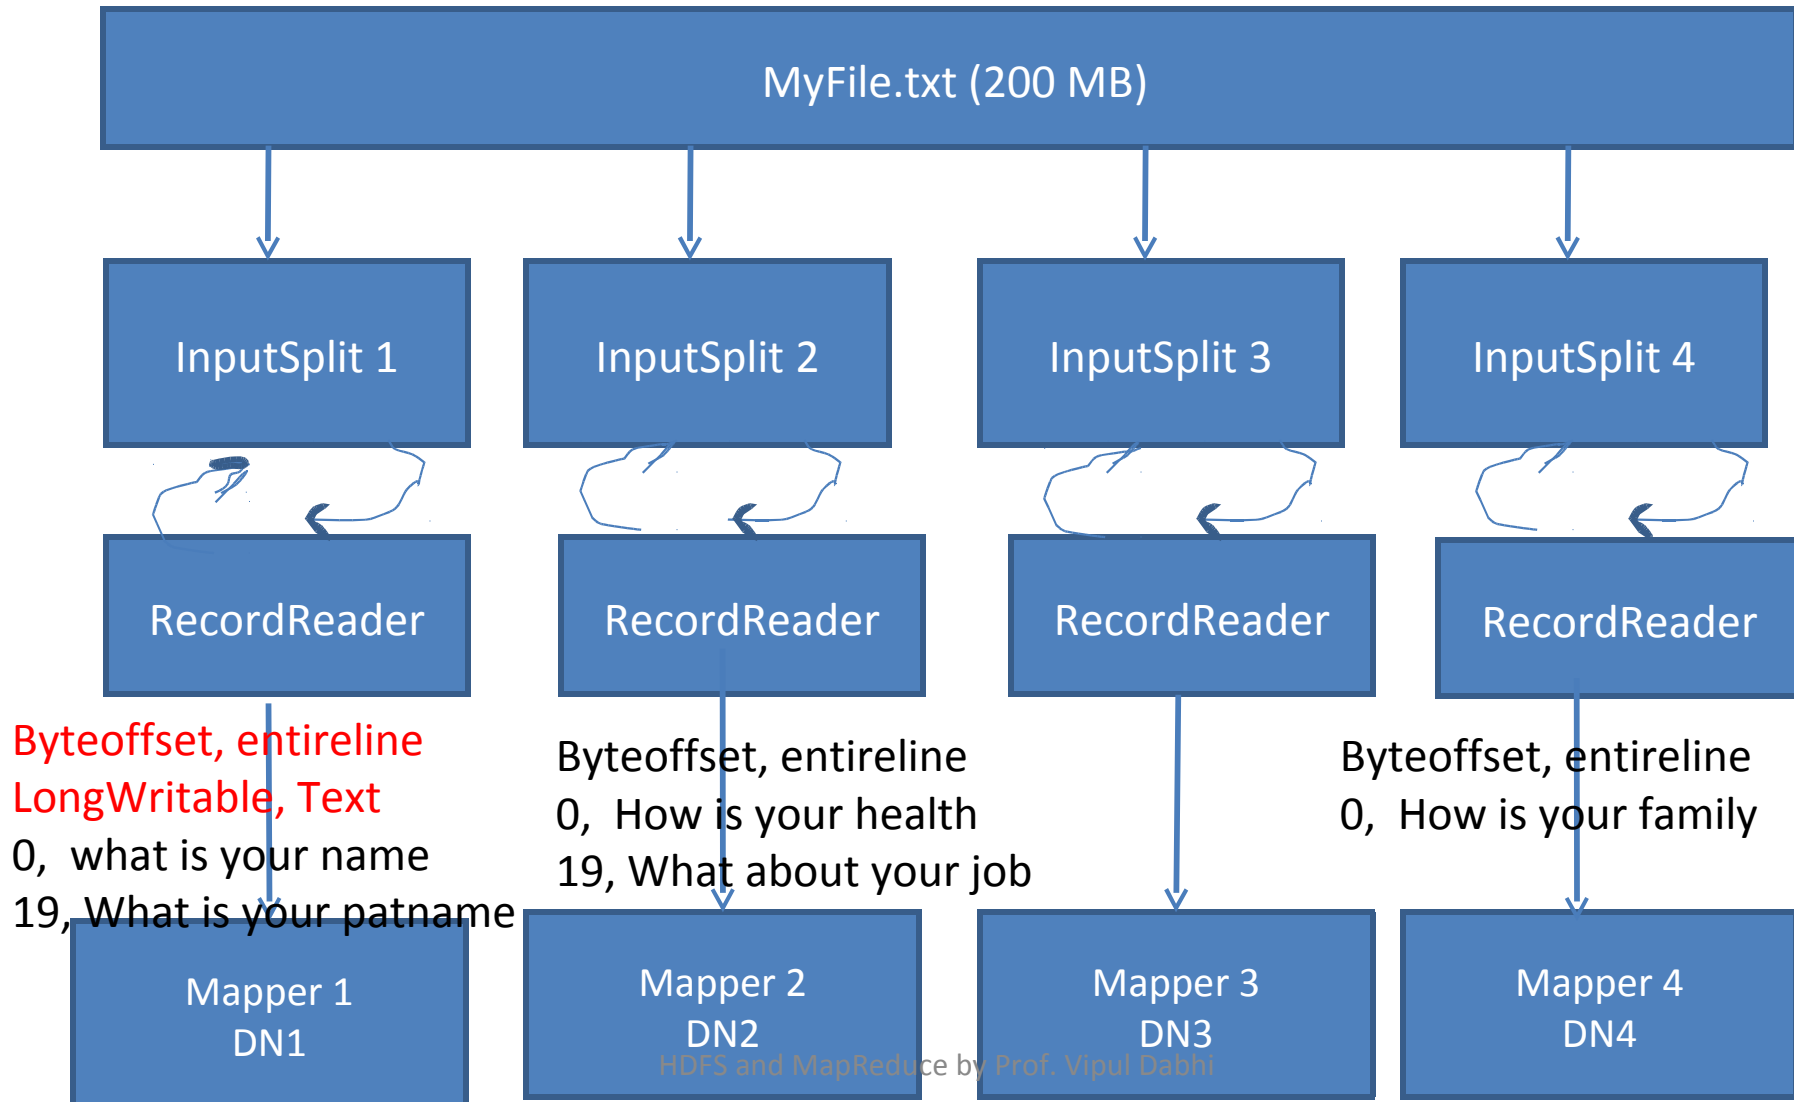 MyFile.txt (200 MB)
InputSplit 1
InputSplit 2
InputSplit 3
InputSplit 4
RecordReader
RecordReader
RecordReader
RecordReader
Byteoffset, entireline
LongWritable, Text
0, what is your name
19, What is your patname
Byteoffset, entireline
0, How is your health
19, What about your job
Byteoffset, entireline
0, How is your family
Mapper 1
DN1
Mapper 2
DN2
Mapper 3
DN3
Mapper 4
DN4
HDFS and MapReduce by Prof. Vipul Dabhi